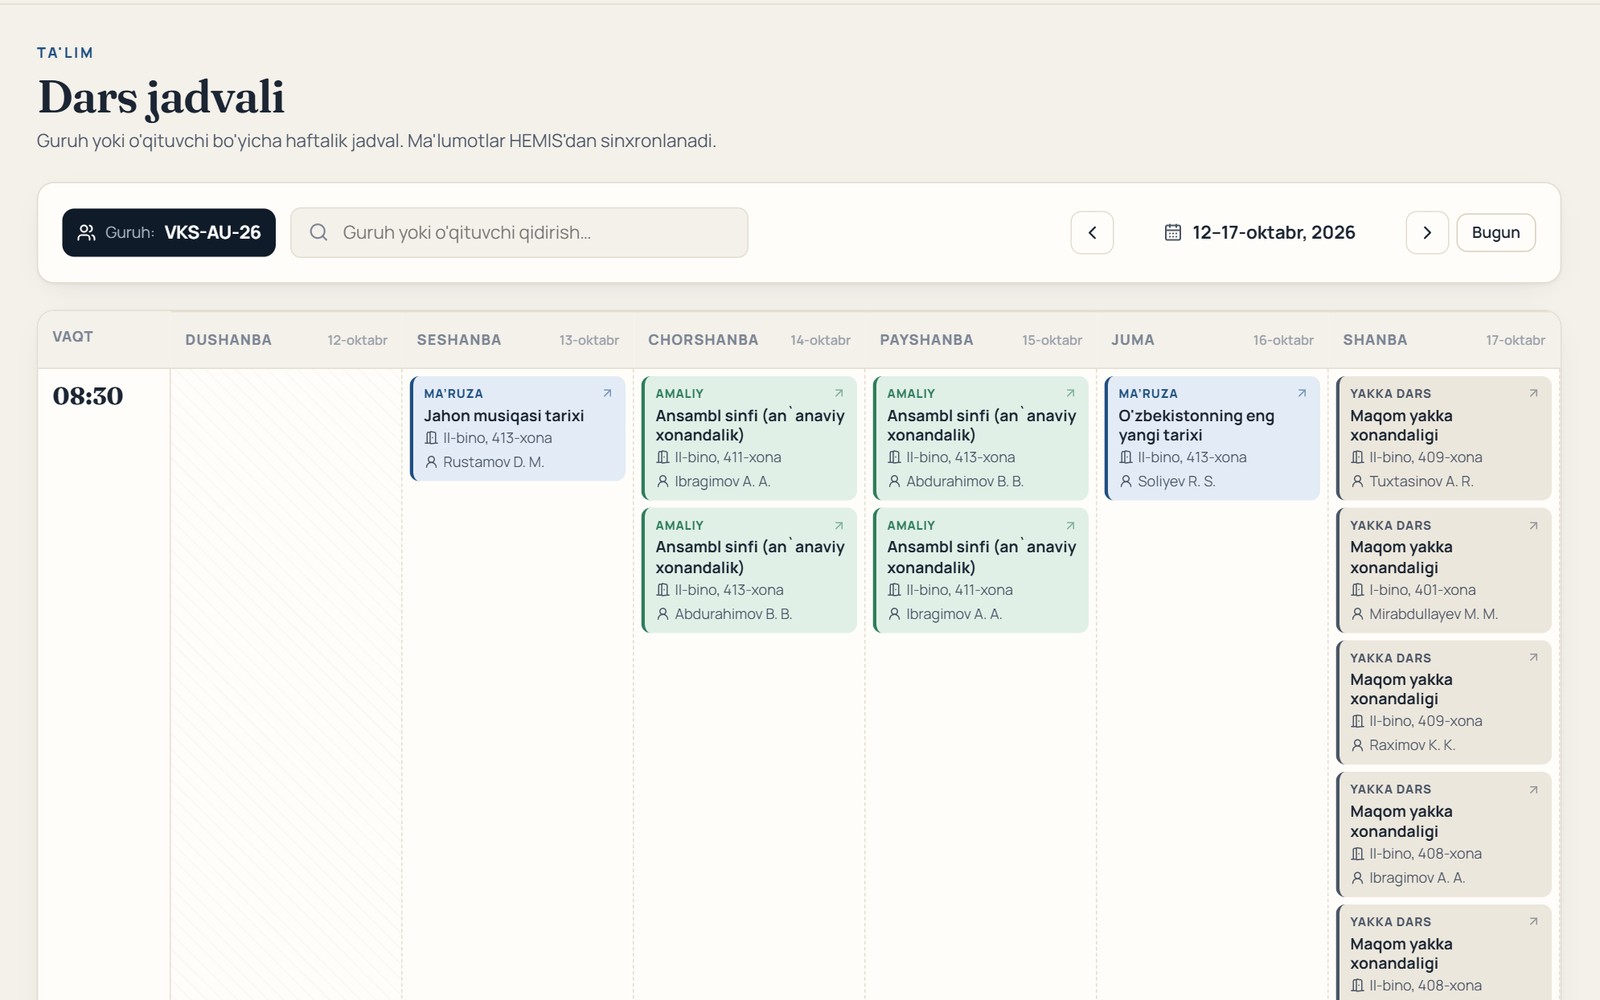 TA'LIM
Dars jadvali
Guruh yoki o'qituvchi bo'yicha haftalik jadval. Ma'lumotlar HEMIS'dan sinxronlanadi.
Guruh: VKS-AU-26
Guruh yoki o'qituvchi qidirish...
12–17-oktabr, 2026
Bugun
VAQT
DUSHANBA 12-oktabr
SESHANBA 13-oktabr
CHORSHANBA 14-oktabr
PAYSHANBA 15-oktabr
JUMA 16-oktabr
SHANBA 17-oktabr
08:30
MA'RUZA
Jahon musiqasi tarixi
II-bino, 413-xona
Rustamov D. M.
AMALIY
Ansambl sinfi (an`anaviy
xonandalik)
II-bino, 411-xona
Ibragimov A. A.
AMALIY
Ansambl sinfi (an`anaviy
xonandalik)
II-bino, 413-xona
Abdurahimov B. B.
AMALIY
Ansambl sinfi (an`anaviy
xonandalik)
II-bino, 413-xona
Abdurahimov B. B.
AMALIY
Ansambl sinfi (an`anaviy
xonandalik)
II-bino, 411-xona
Ibragimov A. A.
MA'RUZA
O'zbekistonning eng
yangi tarixi
II-bino, 413-xona
Soliyev R. S.
YAKKA DARS
Maqom yakka
xonandaligi
II-bino, 409-xona
Tuxtasinov A. R.
YAKKA DARS
Maqom yakka
xonandaligi
I-bino, 401-xona
Mirabdullayev M. M.
YAKKA DARS
Maqom yakka
xonandaligi
II-bino, 409-xona
Raximov K. K.
YAKKA DARS
Maqom yakka
xonandaligi
II-bino, 408-xona
Ibragimov A. A.
YAKKA DARS
Maqom yakka
xonandaligi
II-bino, 408-xona